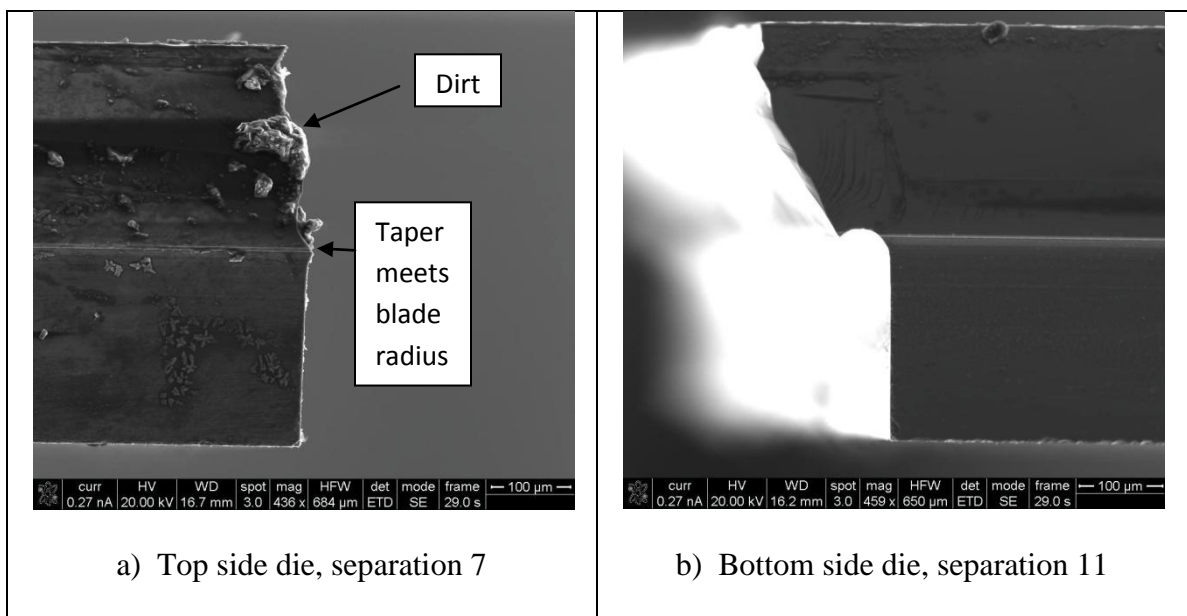 Dirt
Taper
meets
blade
radius
curr HV WD spot mag HFW det mode frame
0.27 nA 20.00 kV 16.7 mm 3.0 436 x 684 µm ETD SE 29.0 s
100 µm
curr HV WD spot mag HFW det mode frame
0.27 nA 20.00 kV 16.2 mm 3.0 459 x 650 µm ETD SE 29.0 s
100 µm
a) Top side die, separation 7
b) Bottom side die, separation 11